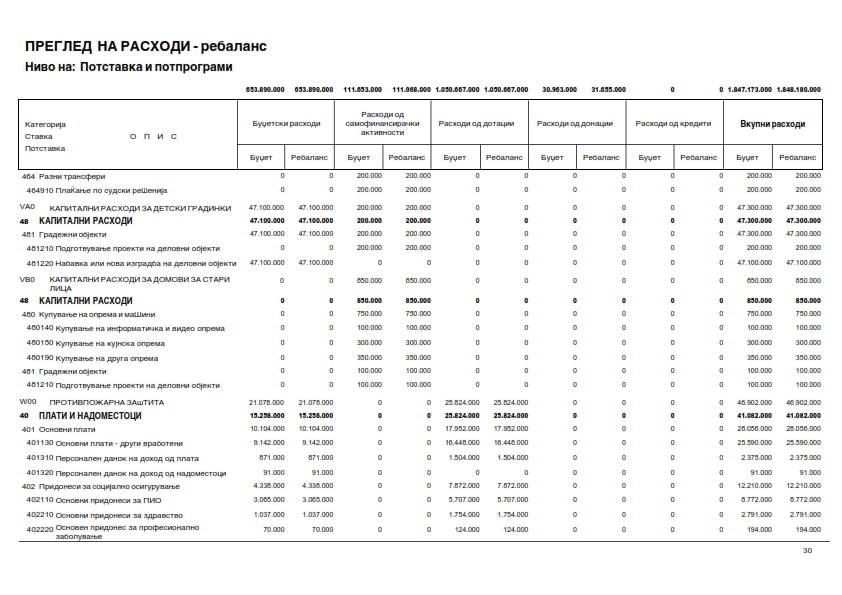 ПРЕГЛЕД НА РАСХОДИ - ребаланс
Ниво на: Потставка и потпрограми
653.890.000 653.890.000 111.653.000 111.968.000 1.050.667.000 1.050.667.000 30.963.000 31.655.000 0 0 1.847.173.000 1.848.180.000
Категорија
Ставка О П И С
Потставка
Буџетски расходи
Расходи од самофинансирачки активности
Расходи од дотации
Расходи од донации
Расходи од кредити
Вкупни расходи
Буџет Ребаланс Буџет Ребаланс Буџет Ребаланс Буџет Ребаланс Буџет Ребаланс Буџет Ребаланс
464 Разни трансфери 0 0 200.000 200.000 0 0 0 0 0 0 200.000 200.000
464910 Плаќање по судски реШенија 0 0 200.000 200.000 0 0 0 0 0 0 200.000 200.000
VA0 КАПИТАЛНИ РАСХОДИ ЗА ДЕТСКИ ГРАДИНКИ 47.100.000 47.100.000 200.000 200.000 0 0 0 0 0 0 47.300.000 47.300.000
48 КАПИТАЛНИ РАСХОДИ 47.100.000 47.100.000 200.000 200.000 0 0 0 0 0 0 47.300.000 47.300.000
481 Градежни објекти 47.100.000 47.100.000 200.000 200.000 0 0 0 0 0 0 47.300.000 47.300.000
481210 Подготвување проекти на деловни објекти 0 0 200.000 200.000 0 0 0 0 0 0 200.000 200.000
481220 Набавка или нова изградба на деловни објекти 47.100.000 47.100.000 0 0 0 0 0 0 0 0 47.100.000 47.100.000
VB0 КАПИТАЛНИ РАСХОДИ ЗА ДОМОВИ ЗА СТАРИ
ЛИЦА 0 0 850.000 850.000 0 0 0 0 0 0 850.000 850.000
48 КАПИТАЛНИ РАСХОДИ 0 0 850.000 850.000 0 0 0 0 0 0 850.000 850.000
480 Купување на опрема и маШини 0 0 750.000 750.000 0 0 0 0 0 0 750.000 750.000
480140 Купување на информатичка и видео опрема 0 0 100.000 100.000 0 0 0 0 0 0 100.000 100.000
480150 Купување на кујнска опрема 0 0 300.000 300.000 0 0 0 0 0 0 300.000 300.000
480190 Купување на друга опрема 0 0 350.000 350.000 0 0 0 0 0 0 350.000 350.000
481 Градежни објекти 0 0 100.000 100.000 0 0 0 0 0 0 100.000 100.000
481210 Подготвување проекти на деловни објекти 0 0 100.000 100.000 0 0 0 0 0 0 100.000 100.000
W00 ПРОТИВПОЖАРНА ЗАшТИТА 21.078.000 21.078.000 0 0 25.824.000 25.824.000 0 0 0 0 46.902.000 46.902.000
40 ПЛАТИ И НАДОМЕСТОЦИ 15.258.000 15.258.000 0 0 25.824.000 25.824.000 0 0 0 0 41.082.000 41.082.000
401 Основни плати 10.104.000 10.104.000 0 0 17.952.000 17.952.000 0 0 0 0 28.056.000 28.056.000
401130 Основни плати - други вработени 9.142.000 9.142.000 0 0 16.448.000 16.448.000 0 0 0 0 25.590.000 25.590.000
401310 Персонален данок на доход од плата 871.000 871.000 0 0 1.504.000 1.504.000 0 0 0 0 2.375.000 2.375.000
401320 Персонален данок на доход од надоместоци 91.000 91.000 0 0 0 0 0 0 0 0 91.000 91.000
402 Придонеси за социјално осигурување 4.338.000 4.338.000 0 0 7.872.000 7.872.000 0 0 0 0 12.210.000 12.210.000
402110 Основни придонеси за ПИО 3.065.000 3.065.000 0 0 5.707.000 5.707.000 0 0 0 0 8.772.000 8.772.000
402210 Основни придонеси за здравство 1.037.000 1.037.000 0 0 1.754.000 1.754.000 0 0 0 0 2.791.000 2.791.000
402220 Основен придонес за професионално
заболување 70.000 70.000 0 0 124.000 124.000 0 0 0 0 194.000 194.000
30